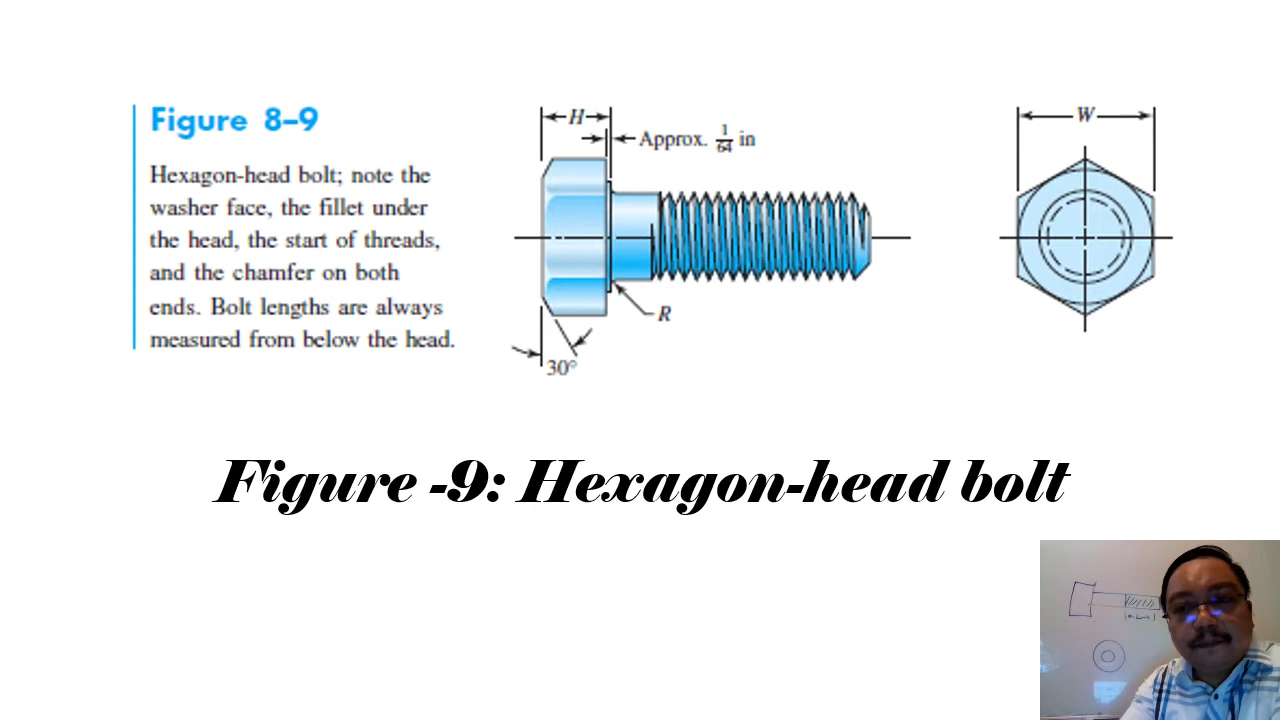 Figure 8–9
Hexagon-head bolt; note the
washer face, the fillet under
the head, the start of threads,
and the chamfer on both
ends. Bolt lengths are always
measured from below the head.
H
Approx. 1/64 in
R
30°
W
Figure -9: Hexagon-head bolt